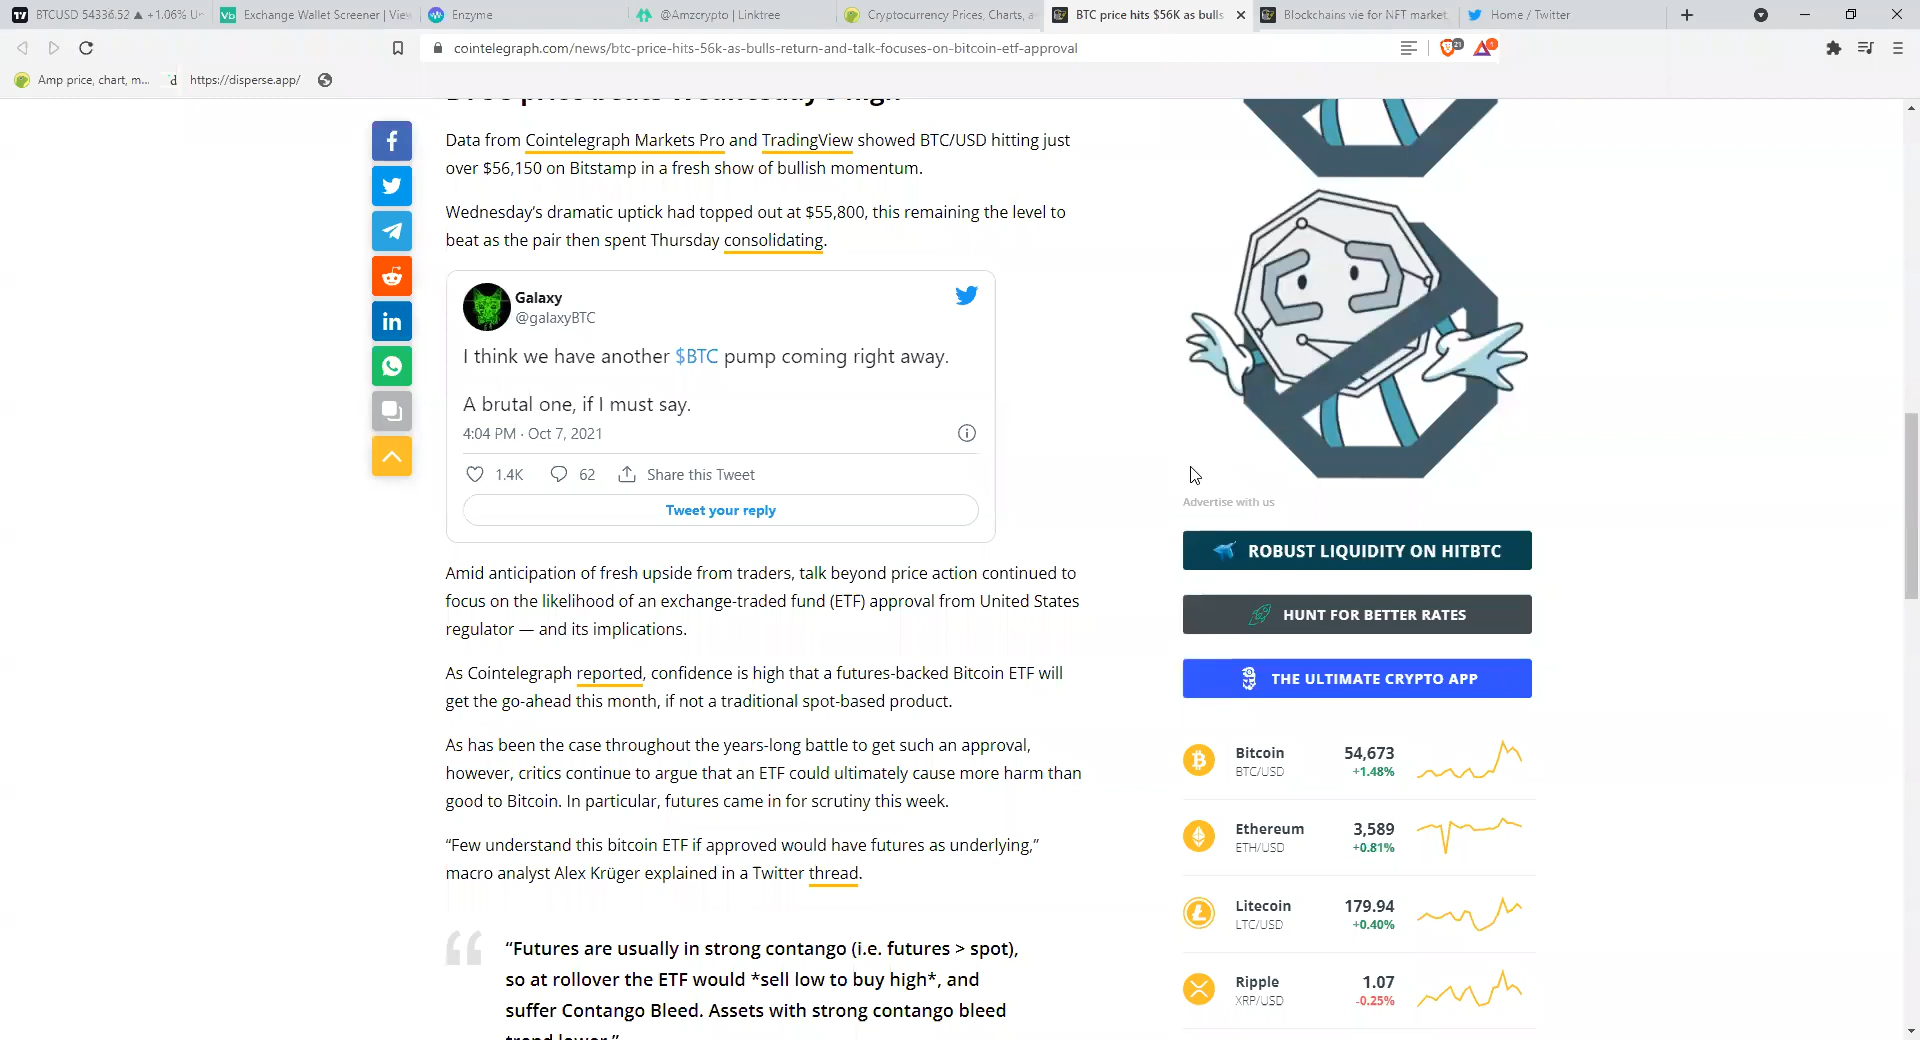 BTCUSD 54336.52 ▲ +1.06% Un
Vb Exchange Wallet Screener | View
Enzyme
@Amzcrypto | Linktree
Cryptocurrency Prices, Charts, a
BTC price hits $56K as bulls
Blockchains vie for NFT market
Home / Twitter
cointelegraph.com/news/btc-price-hits-56k-as-bulls-return-and-talk-focuses-on-bitcoin-etf-approval
21
1
Amp price, chart, m...
d https://disperse.app/
Data from Cointelegraph Markets Pro and TradingView showed BTC/USD hitting just
over $56,150 on Bitstamp in a fresh show of bullish momentum.
Wednesday's dramatic uptick had topped out at $55,800, this remaining the level to
beat as the pair then spent Thursday consolidating.
Galaxy
@galaxyBTC
I think we have another $BTC pump coming right away.
A brutal one, if I must say.
4:04 PM · Oct 7, 2021
1.4K 62 Share this Tweet
Tweet your reply
Amid anticipation of fresh upside from traders, talk beyond price action continued to
focus on the likelihood of an exchange-traded fund (ETF) approval from United States
regulator — and its implications.
As Cointelegraph reported, confidence is high that a futures-backed Bitcoin ETF will
get the go-ahead this month, if not a traditional spot-based product.
As has been the case throughout the years-long battle to get such an approval,
however, critics continue to argue that an ETF could ultimately cause more harm than
good to Bitcoin. In particular, futures came in for scrutiny this week.
“Few understand this bitcoin ETF if approved would have futures as underlying,”
macro analyst Alex Krüger explained in a Twitter thread.
“Futures are usually in strong contango (i.e. futures > spot),
so at rollover the ETF would *sell low to buy high*, and
suffer Contango Bleed. Assets with strong contango bleed
trend lower.”
Advertise with us
ROBUST LIQUIDITY ON HITBTC
HUNT FOR BETTER RATES
THE ULTIMATE CRYPTO APP
Bitcoin 54,673
BTC/USD +1.48%
Ethereum 3,589
ETH/USD +0.81%
Litecoin 179.94
LTC/USD +0.40%
Ripple 1.07
XRP/USD -0.25%